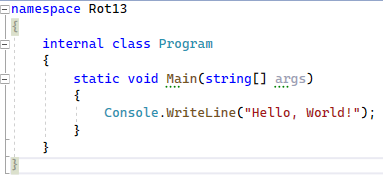 namespace Rot13
{
    internal class Program
    {
        static void Main(string[] args)
        {
            Console.WriteLine("Hello, World!");
        }
    }
}